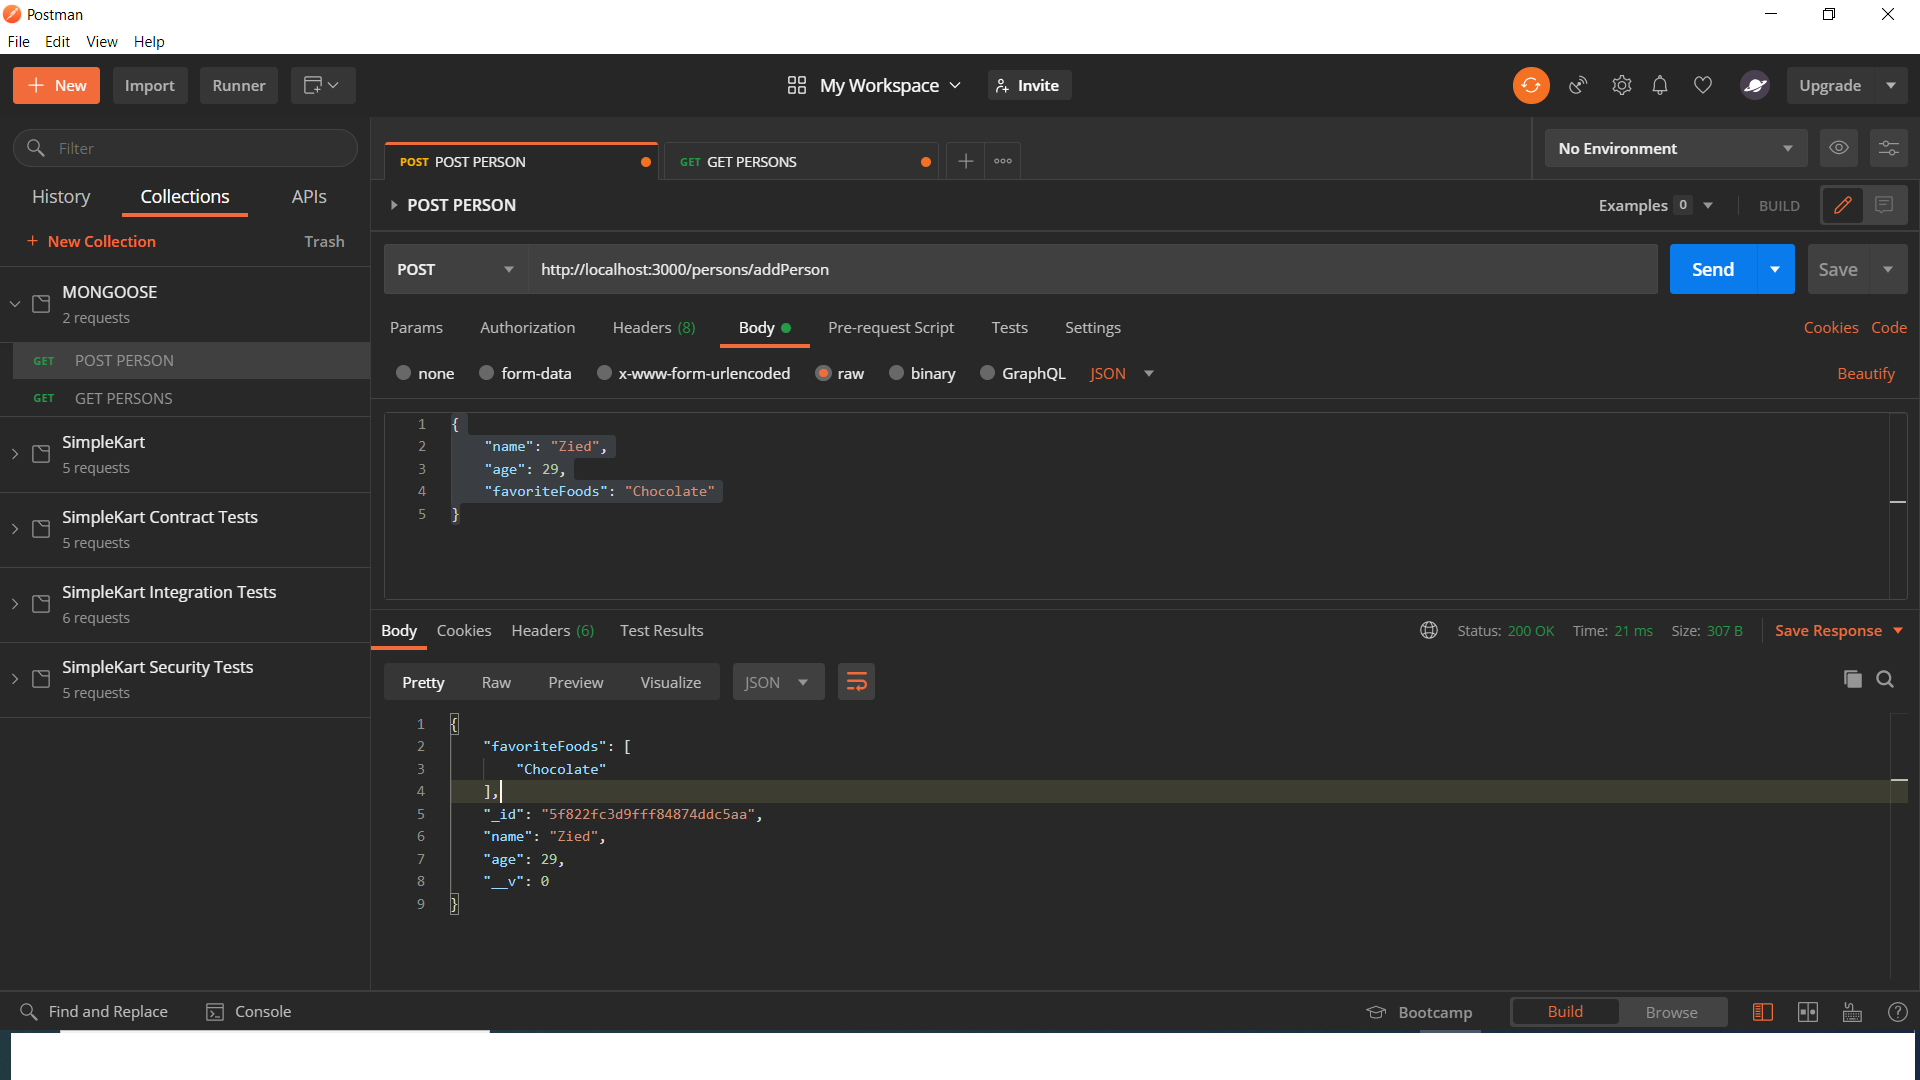 Postman
File Edit View Help
New Import Runner My Workspace Invite Upgrade
Filter
History Collections APIs
New Collection Trash
MONGOOSE
2 requests
GET POST PERSON
GET GET PERSONS
SimpleKart
5 requests
SimpleKart Contract Tests
5 requests
SimpleKart Integration Tests
6 requests
SimpleKart Security Tests
5 requests
POST POST PERSON GET GET PERSONS No Environment
POST PERSON Examples 0 BUILD
POST http://localhost:3000/persons/addPerson Send Save
Params Authorization Headers (8) Body Pre-request Script Tests Settings Cookies Code
none form-data x-www-form-urlencoded raw binary GraphQL JSON Beautify
1 {
2 "name": "Zied",
3 "age": 29,
4 "favoriteFoods": "Chocolate"
5 }
Body Cookies Headers (6) Test Results Status: 200 OK Time: 21 ms Size: 307 B Save Response
Pretty Raw Preview Visualize JSON
1 {
2 "favoriteFoods": [
3 "Chocolate"
4 ],
5 "_id": "5f822fc3d9fff84874ddc5aa",
6 "name": "Zied",
7 "age": 29,
8 "__v": 0
9 }
Find and Replace Console Bootcamp Build Browse